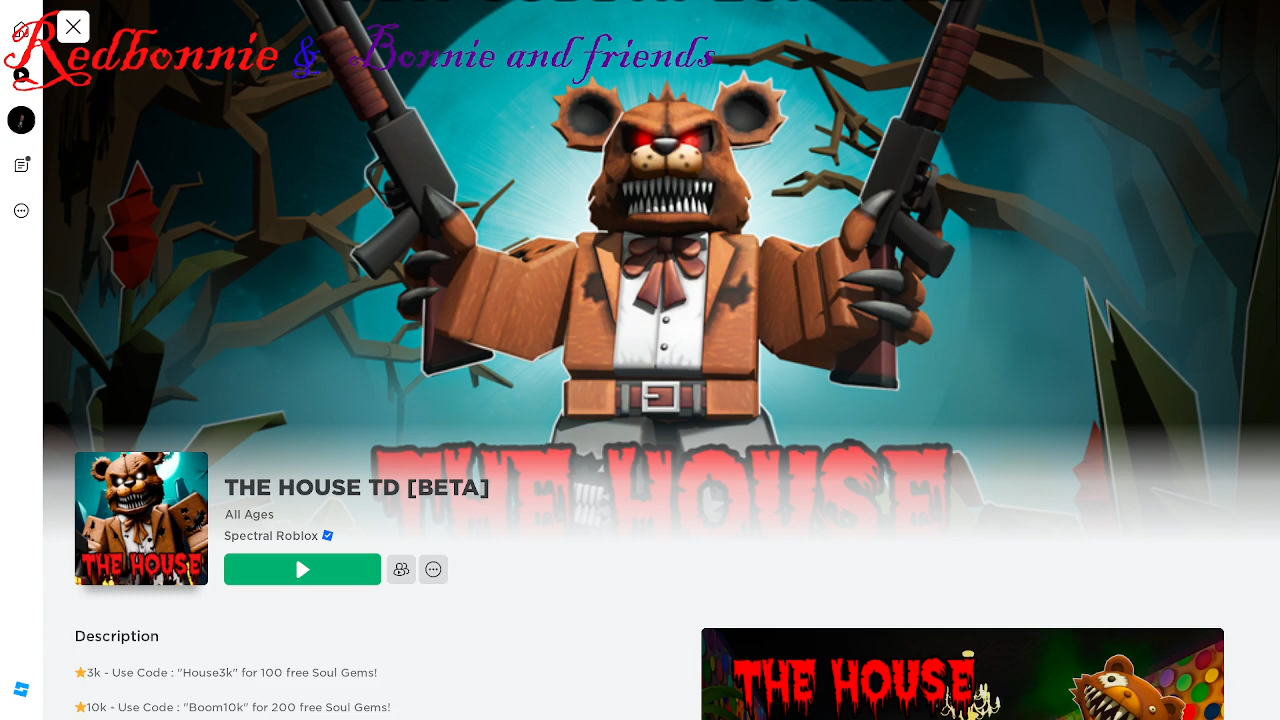 Redbonnie & Bonnie and friends
THE HOUSE
THE HOUSE
THE HOUSE TD [BETA]
All Ages
Spectral Roblox
Description
⭐3k - Use Code : "House3k" for 100 free Soul Gems!
⭐10k - Use Code : "Boom10k" for 200 free Soul Gems!
THE HOUSE